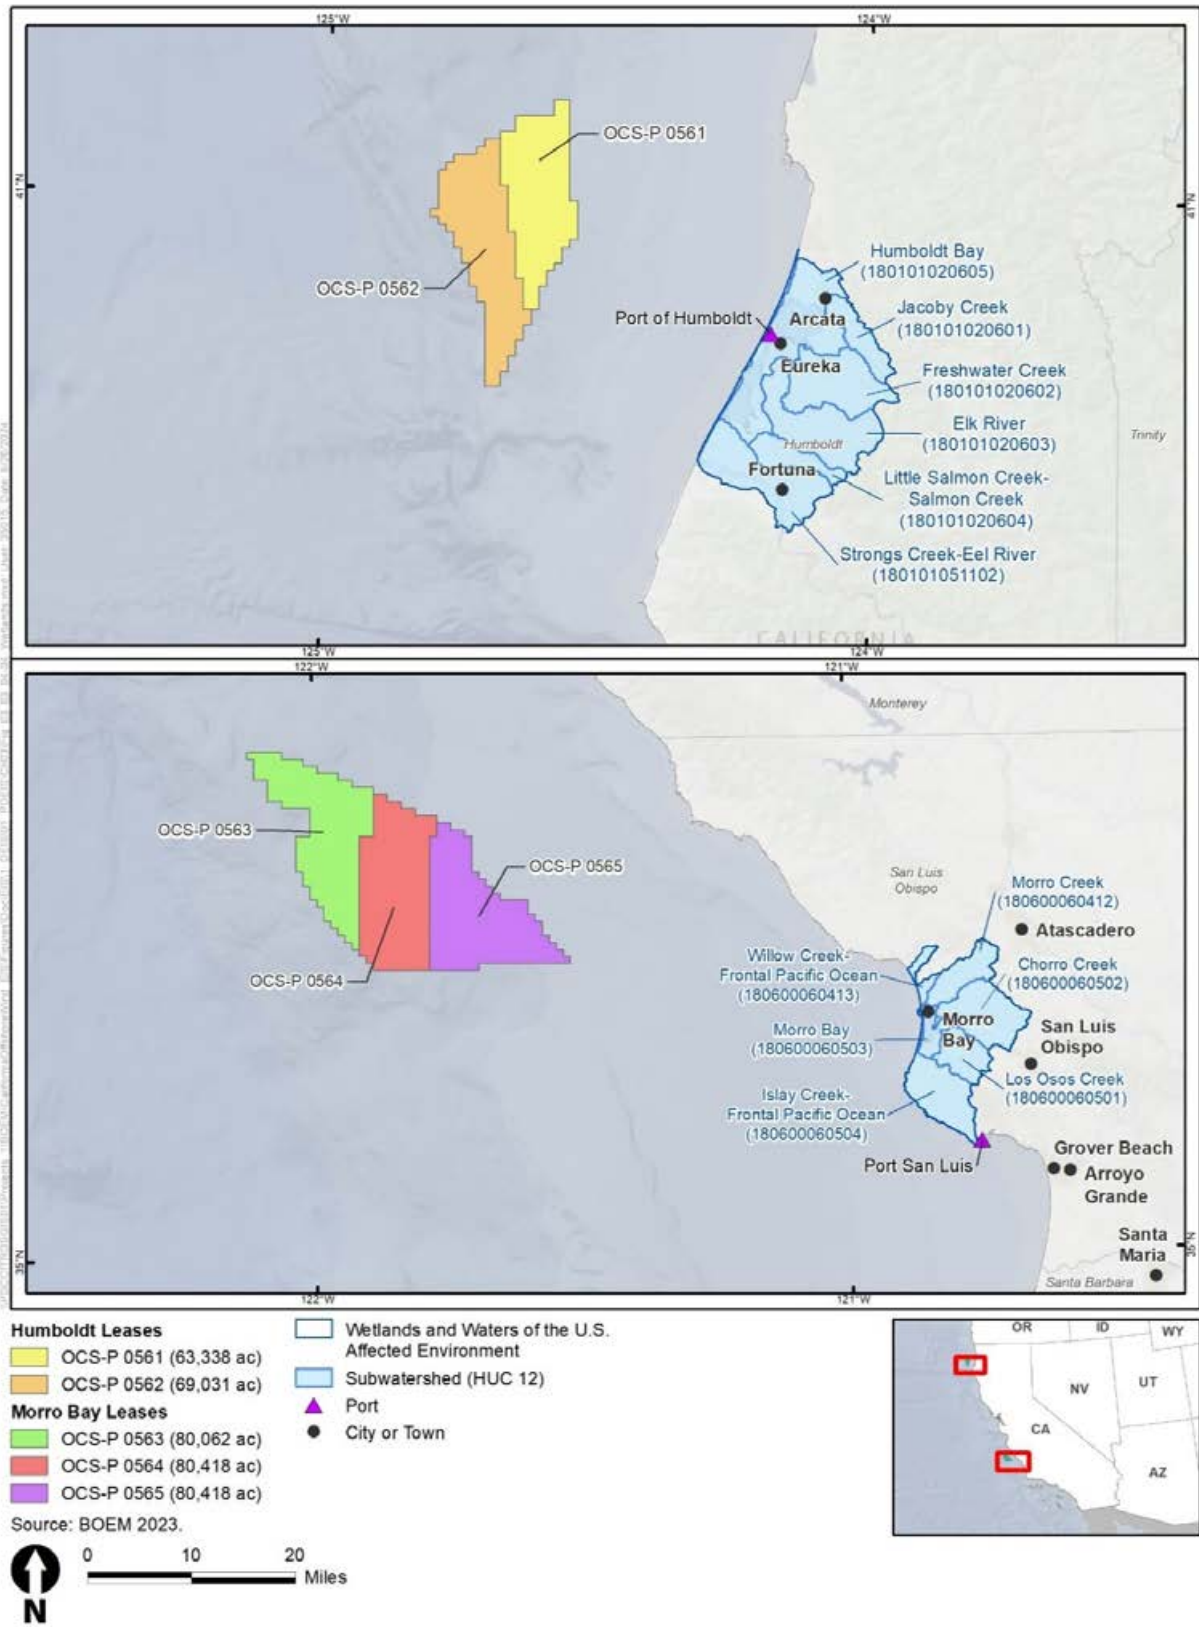 125°W
124°W
41°N
41°N
OCS-P 0561
OCS-P 0562
Humboldt Bay
(180101020605)
Port of Humboldt
Arcata
Jacoby Creek
(180101020601)
Eureka
Freshwater Creek
(180101020602)
Elk River
(180101020603)
Humboldt
Trinity
Fortuna
Little Salmon Creek-
Salmon Creek
(180101020604)
Strongs Creek-Eel River
(180101051102)
CALIFORNIA
125°W
124°W
122°W
121°W
Monterey
OCS-P 0563
OCS-P 0565
OCS-P 0564
San Luis
Obispo
Morro Creek
(180600060412)
Atascadero
Willow Creek-
Frontal Pacific Ocean
(180600060413)
Chorro Creek
(180600060502)
Morro
Bay
Morro Bay
(180600060503)
San Luis
Obispo
Los Osos Creek
(180600060501)
Islay Creek-
Frontal Pacific Ocean
(180600060504)
Port San Luis
Grover Beach
Arroyo
Grande
Santa
Maria
Santa Barbara
35°N
35°N
122°W
121°W
Humboldt Leases
OCS-P 0561 (63,338 ac)
OCS-P 0562 (69,031 ac)
Morro Bay Leases
OCS-P 0563 (80,062 ac)
OCS-P 0564 (80,418 ac)
OCS-P 0565 (80,418 ac)
Source: BOEM 2023.
Wetlands and Waters of the U.S.
Affected Environment
Subwatershed (HUC 12)
Port
City or Town
N
0 10 20
Miles
OR
ID
WY
NV
UT
CA
AZ